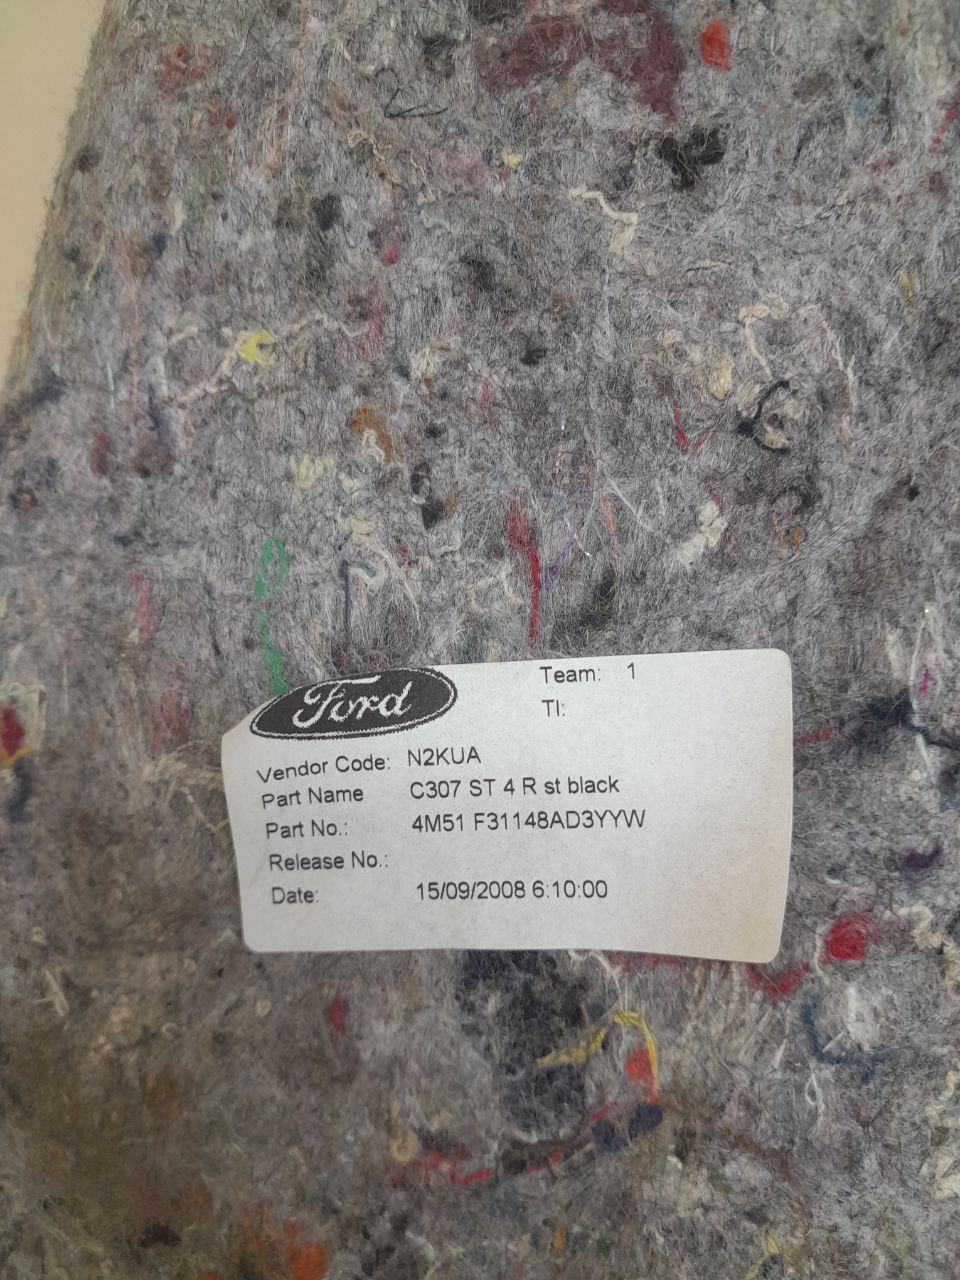 Ford
Team: 1
TI:
Vendor Code: N2KUA
Part Name C307 ST 4 R st black
Part No.: 4M51 F31148AD3YYW
Release No.:
Date: 15/09/2008 6:10:00